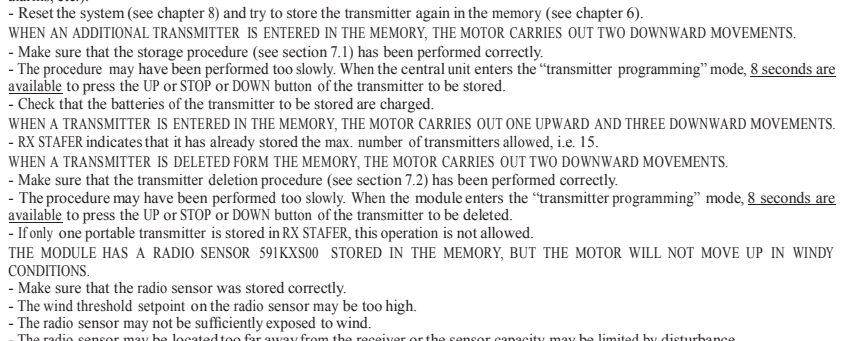 - Reset the system (see chapter 8) and try to store the transmitter again in the memory (see chapter 6).
WHEN AN ADDITIONAL TRANSMITTER IS ENTERED IN THE MEMORY, THE MOTOR CARRIES OUT TWO DOWNWARD MOVEMENTS.
- Make sure that the storage procedure (see section 7.1) has been performed correctly.
- The procedure may have been performed too slowly. When the central unit enters the “transmitter programming” mode, 8 seconds are
available to press the UP or STOP or DOWN button of the transmitter to be stored.
- Check that the batteries of the transmitter to be stored are charged.
WHEN A TRANSMITTER IS ENTERED IN THE MEMORY, THE MOTOR CARRIES OUT ONE UPWARD AND THREE DOWNWARD MOVEMENTS.
- RX STAFER indicates that it has already stored the max. number of transmitters allowed, i.e. 15.
WHEN A TRANSMITTER IS DELETED FORM THE MEMORY, THE MOTOR CARRIES OUT TWO DOWNWARD MOVEMENTS.
- Make sure that the transmitter deletion procedure (see section 7.2) has been performed correctly.
- The procedure may have been performed too slowly. When the module enters the “transmitter programming” mode, 8 seconds are
available to press the UP or STOP or DOWN button of the transmitter to be deleted.
- If only one portable transmitter is stored in RX STAFER, this operation is not allowed.
THE MODULE HAS A RADIO SENSOR 591KXS00 STORED IN THE MEMORY, BUT THE MOTOR WILL NOT MOVE UP IN WINDY
CONDITIONS.
- Make sure that the radio sensor was stored correctly.
- The wind threshold setpoint on the radio sensor may be too high.
- The radio sensor may not be sufficiently exposed to wind.
- The radio sensor may be located too far away from the receiver or the sensor capacity may be limited by disturbance